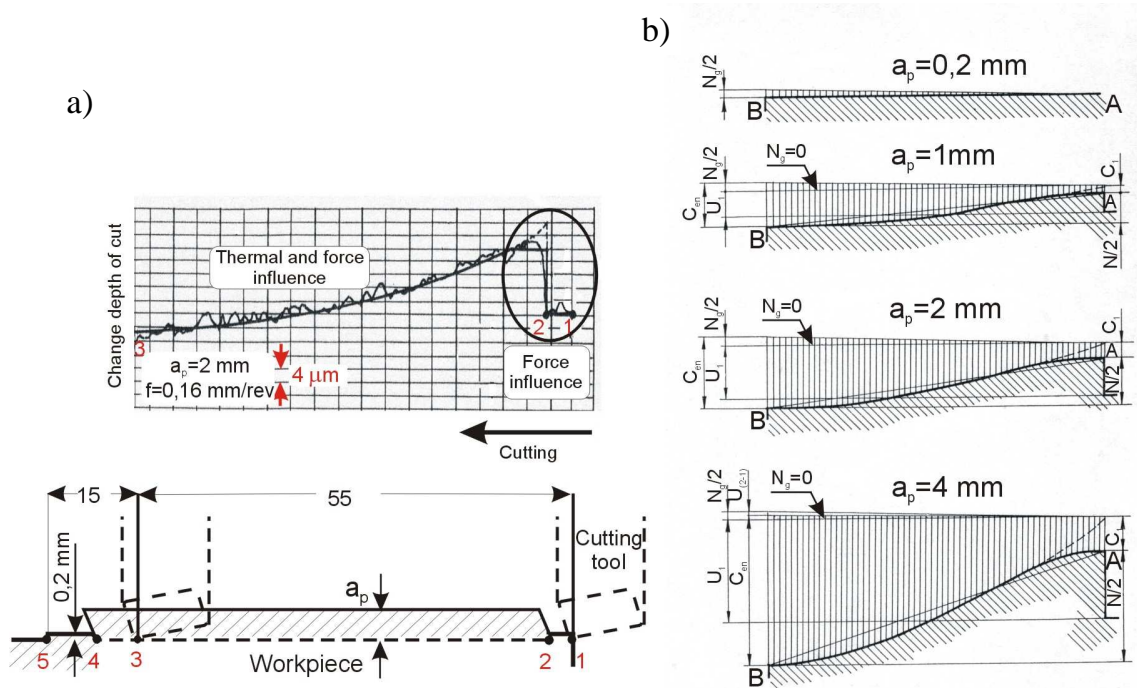 a)
Change depth of cut
Thermal and force
influence
3
2
1
a_p=2 mm
f=0,16 mm/rev
4 μm
Force
influence
Cutting
15
55
0,2 mm
a_p
Cutting
tool
5
4
3
Workpiece
2
1
b)
a_p=0,2 mm
N_g/2
B
A
a_p=1mm
N_g=0
N_g/2
C_en
U_1
B
C_1
A
N/2
a_p=2 mm
N_g=0
N_g/2
C_en
U_1
B
C_1
A
N/2
a_p=4 mm
N_g=0
N_g/2
U_(2-1)
U_1
C_en
B
C_1
A
N/2